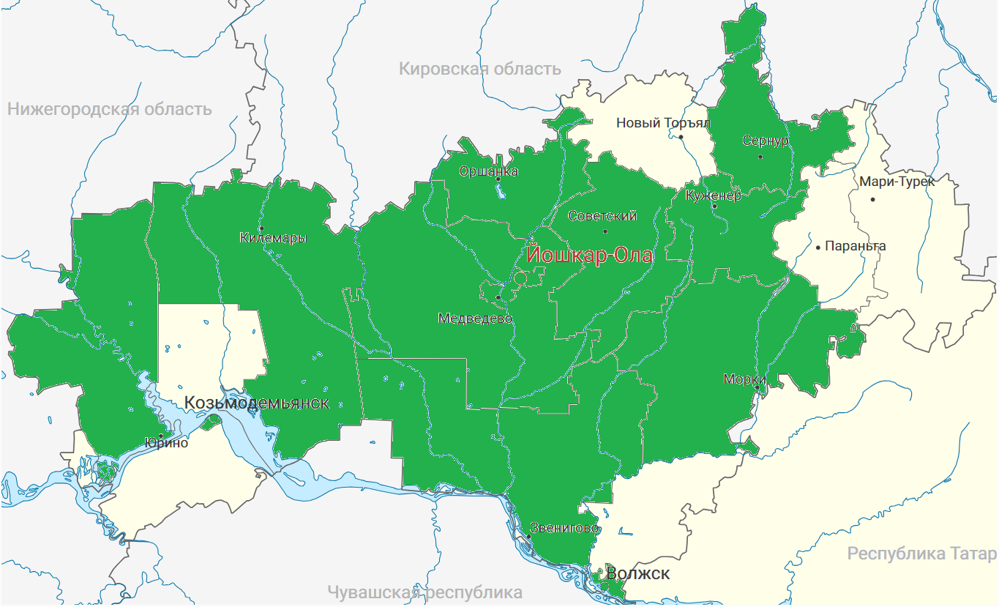 Кировская область
Нижегородская область
Новый Торъял
Сернур
Оршанка
Мари-Турек
Куженер
Советский
Килемары
Параньга
Йошкар-Ола
Медведево
Морки
Козьмодемьянск
Юрино
Звенигово
Республика Татар
Волжск
Чувашская республика